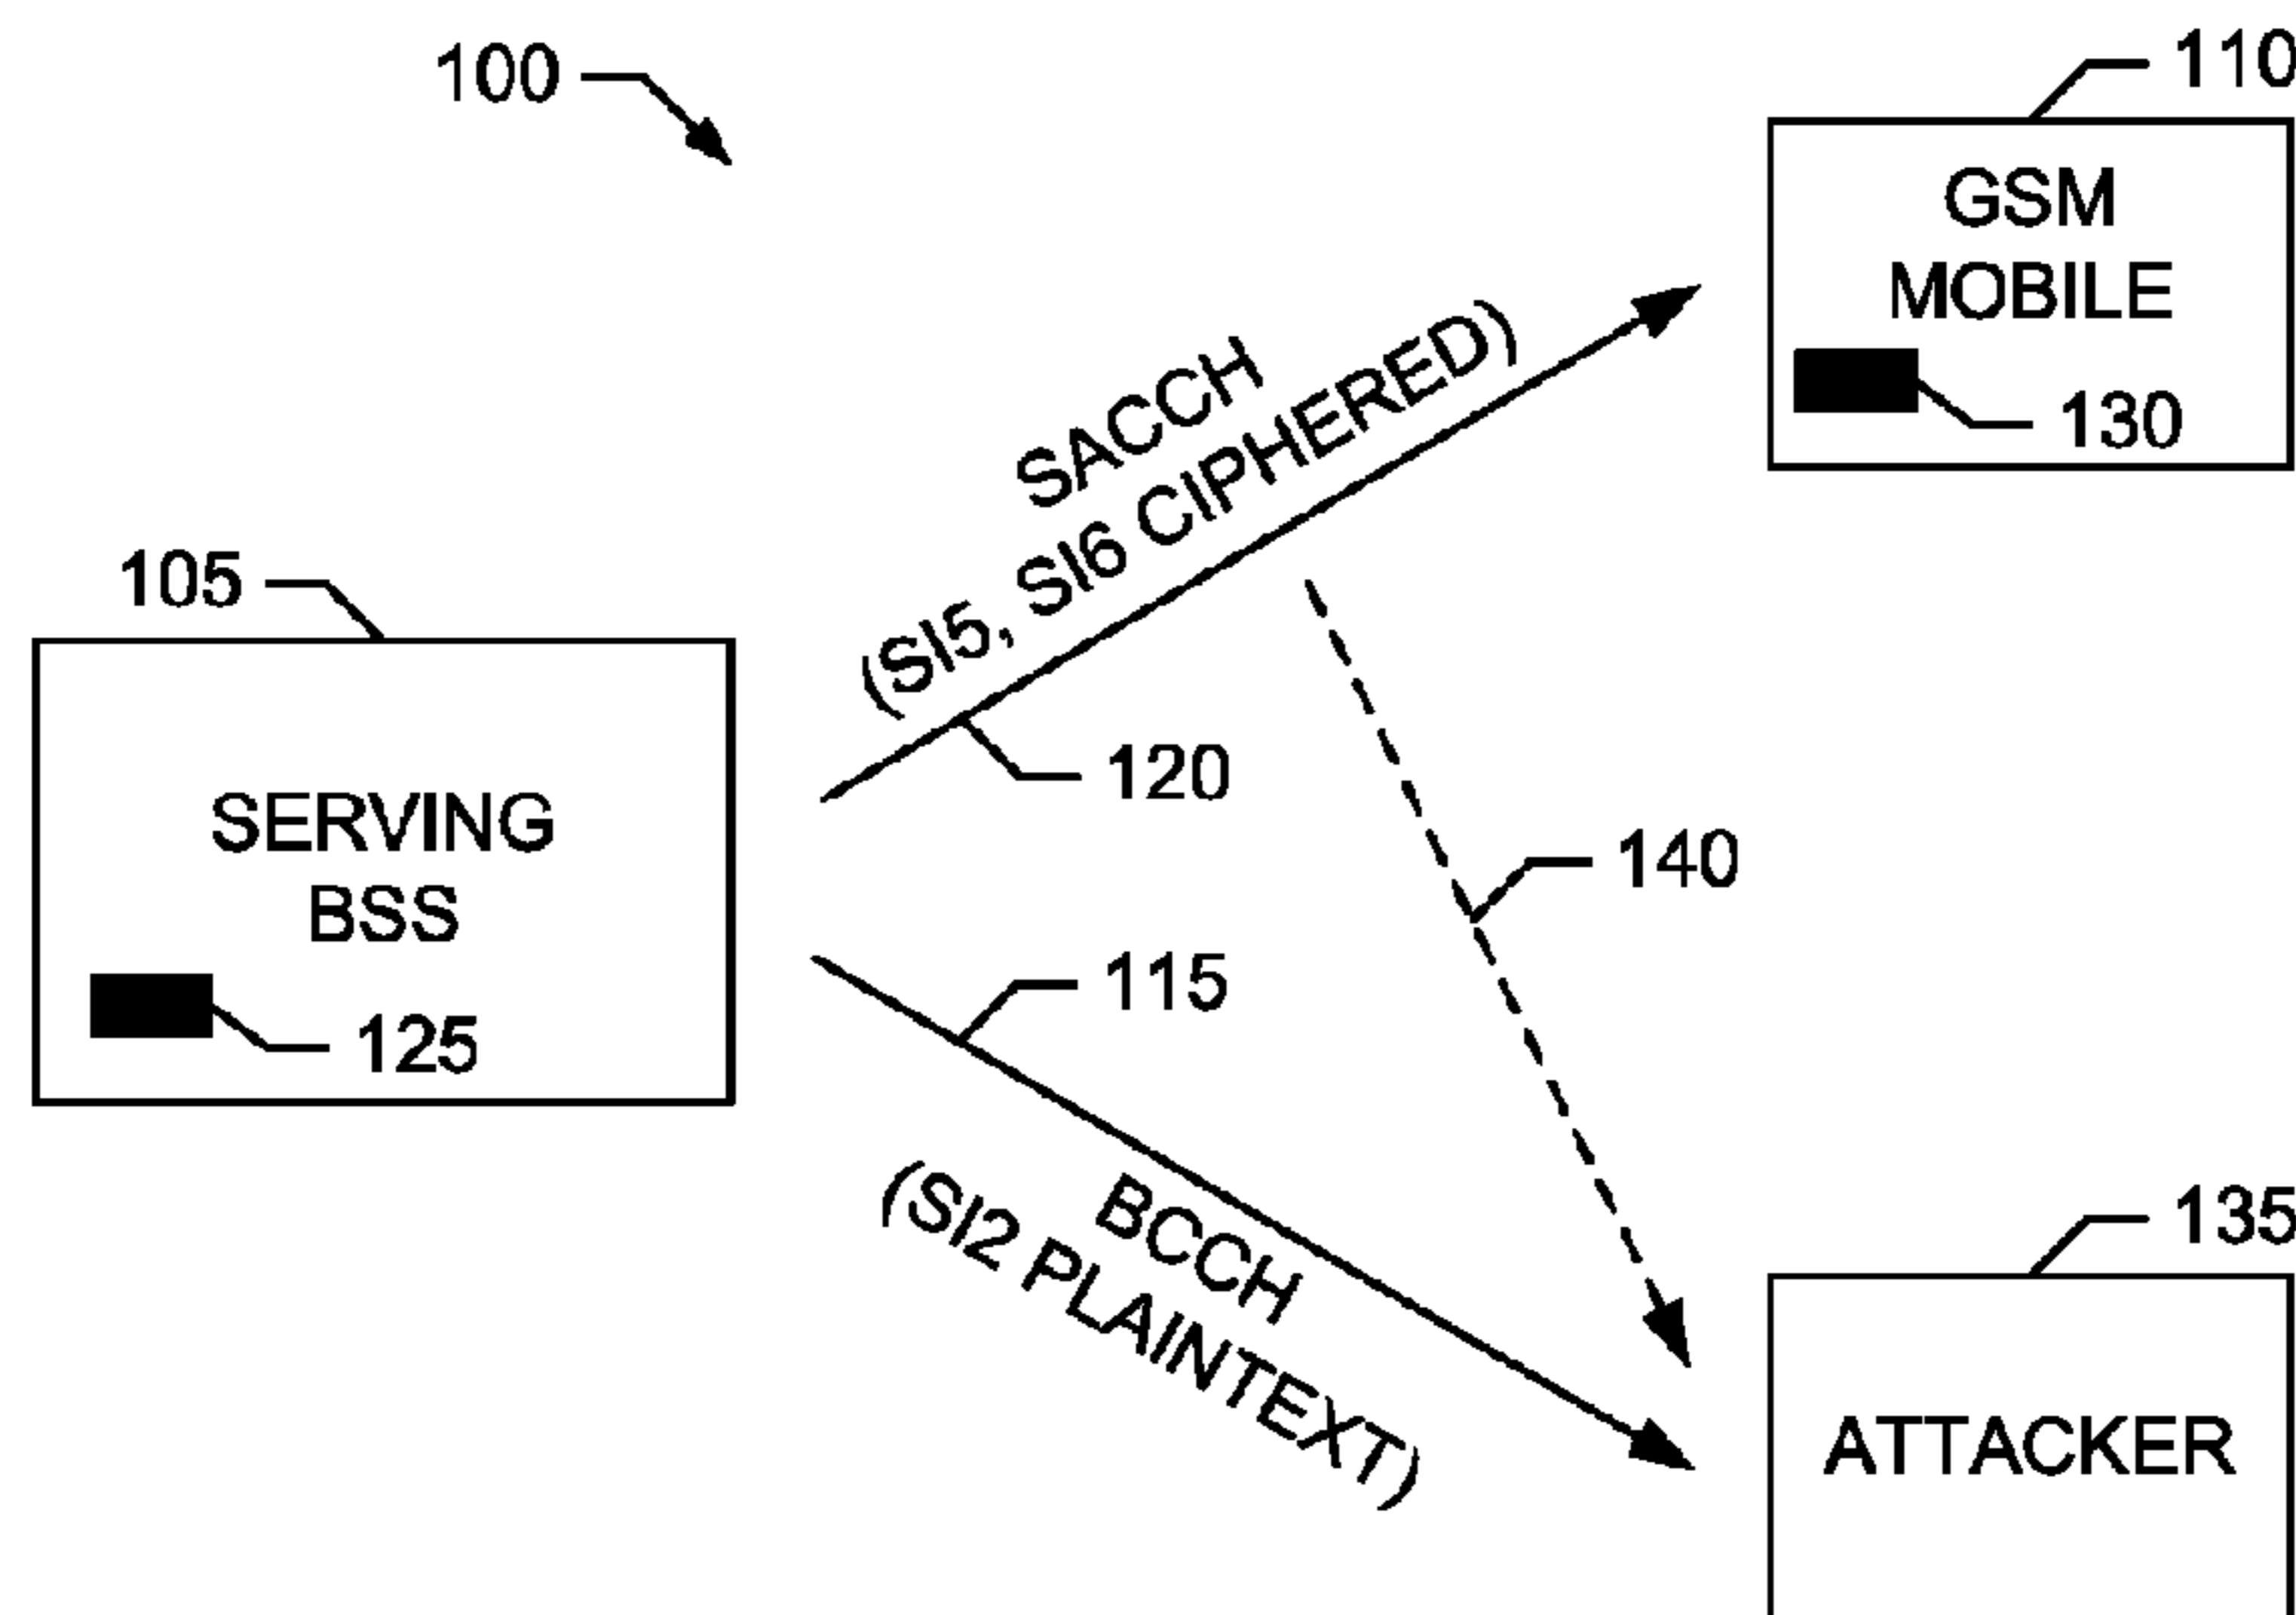 100
110
GSM
MOBILE
130
SACCH
(SI5, SI6 CIPHERED)
120
105
SERVING
BSS
125
140
115
BCCH
(SI2 PLAINTEXT)
135
ATTACKER